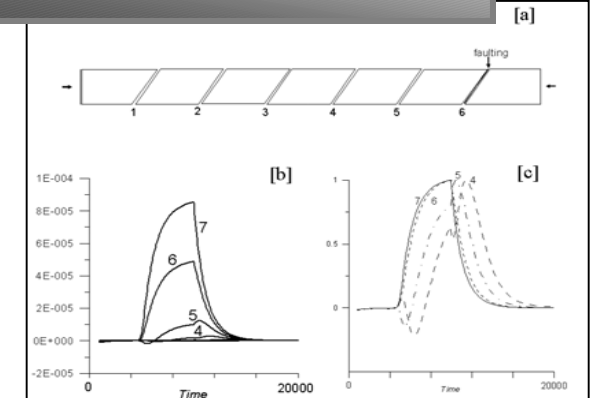 [a]
faulting
1 2 3 4 5 6
[b]
1E-004
8E-005
6E-005
4E-005
2E-005
0E+000
-2E-005
7
6
5
4
0 20000
Time
[c]
1
0.5
0
7 6 5 4
0 20000
Time